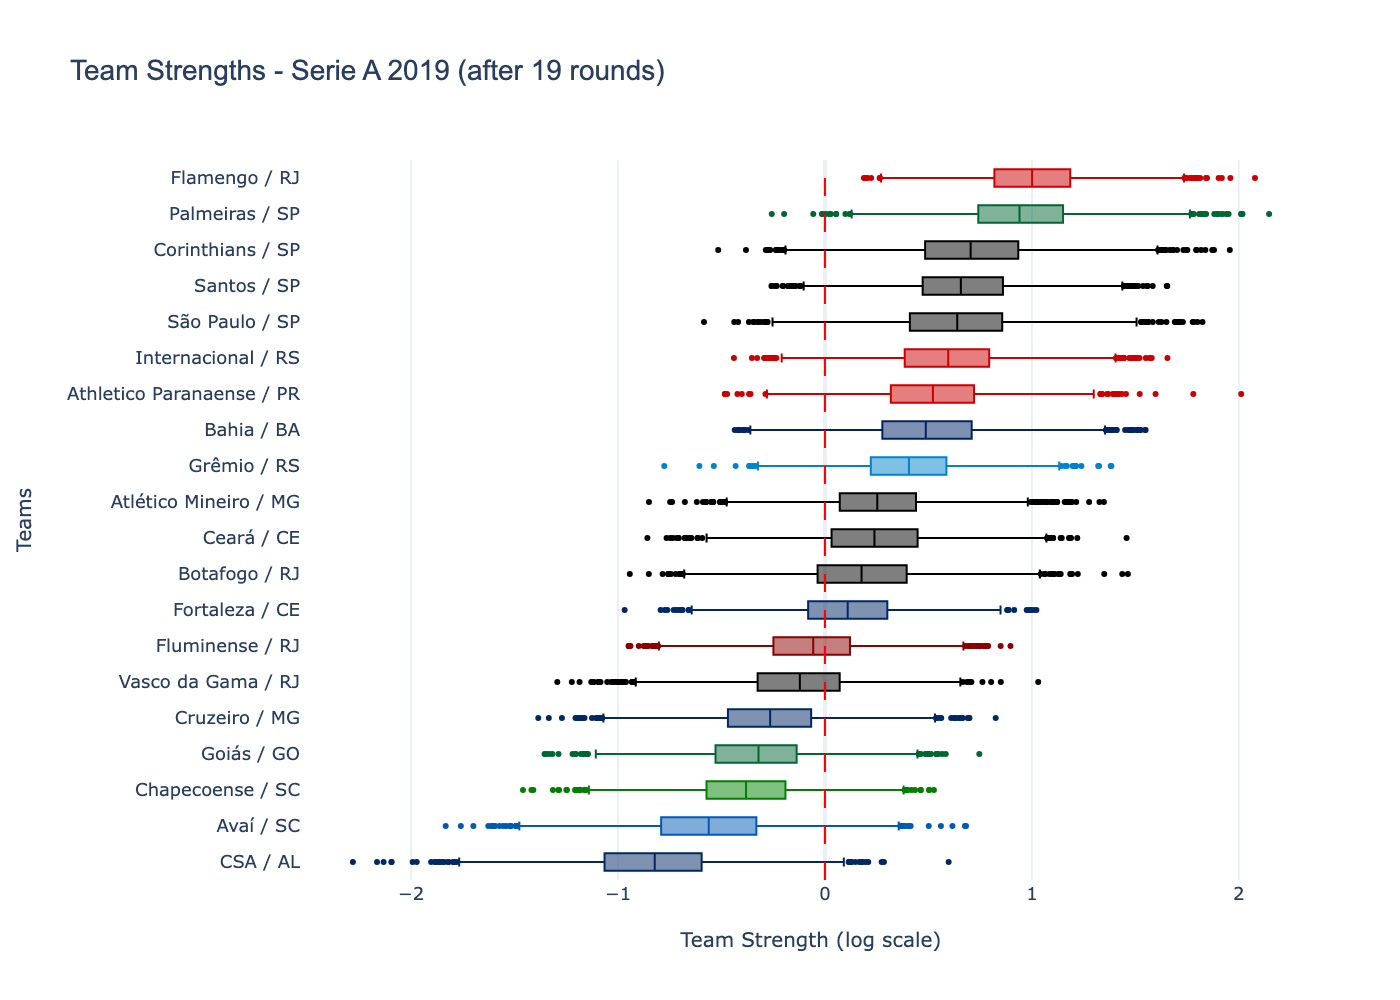 Team Strengths - Serie A 2019 (after 19 rounds)
Flamengo / RJ
Palmeiras / SP
Corinthians / SP
Santos / SP
São Paulo / SP
Internacional / RS
Athletico Paranaense / PR
Bahia / BA
Grêmio / RS
Atlético Mineiro / MG
Ceará / CE
Botafogo / RJ
Fortaleza / CE
Fluminense / RJ
Vasco da Gama / RJ
Cruzeiro / MG
Goiás / GO
Chapecoense / SC
Avaí / SC
CSA / AL
Teams
−2 −1 0 1 2
Team Strength (log scale)